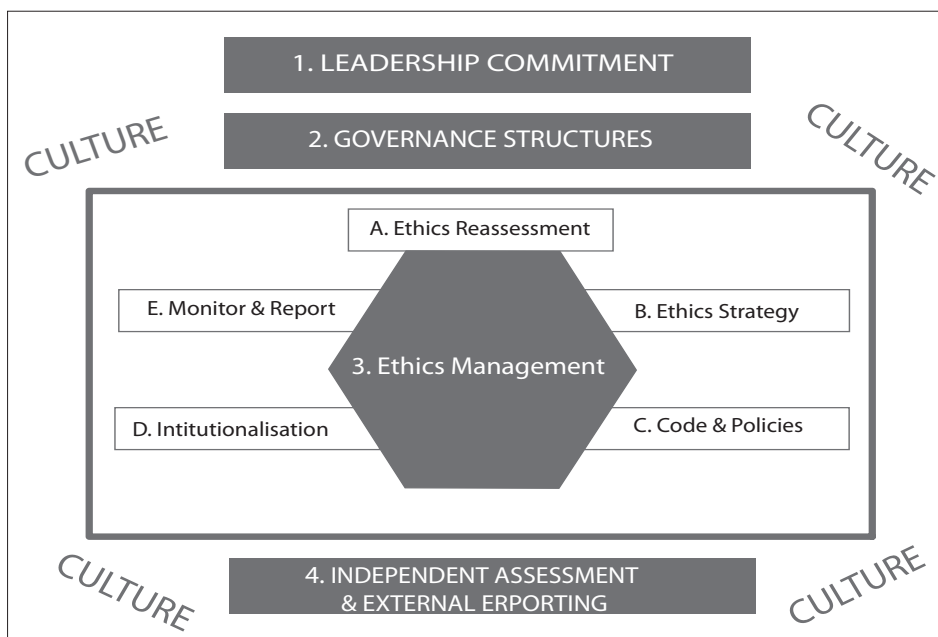 1. LEADERSHIP COMMITMENT
CULTURE
CULTURE
2. GOVERNANCE STRUCTURES
A. Ethics Reassessment
E. Monitor & Report
B. Ethics Strategy
3. Ethics Management
D. Intitutionalisation
C. Code & Policies
CULTURE
CULTURE
4. INDEPENDENT ASSESSMENT
& EXTERNAL ERPORTING